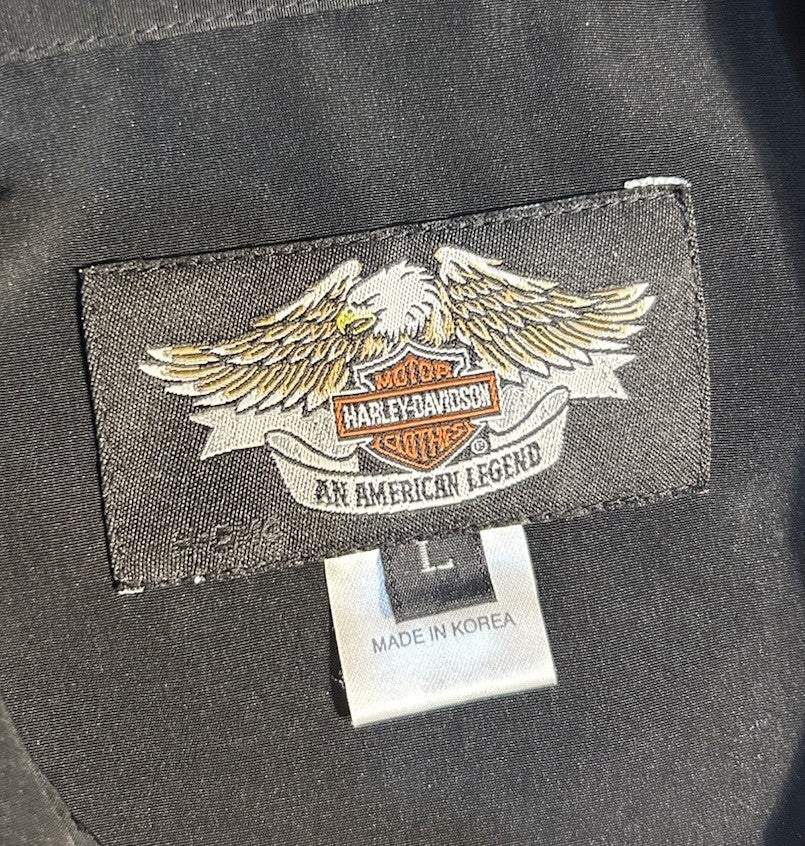 MOTOR
HARLEY-DAVIDSON
CLOTHES
®
AN AMERICAN LEGEND
L
MADE IN KOREA